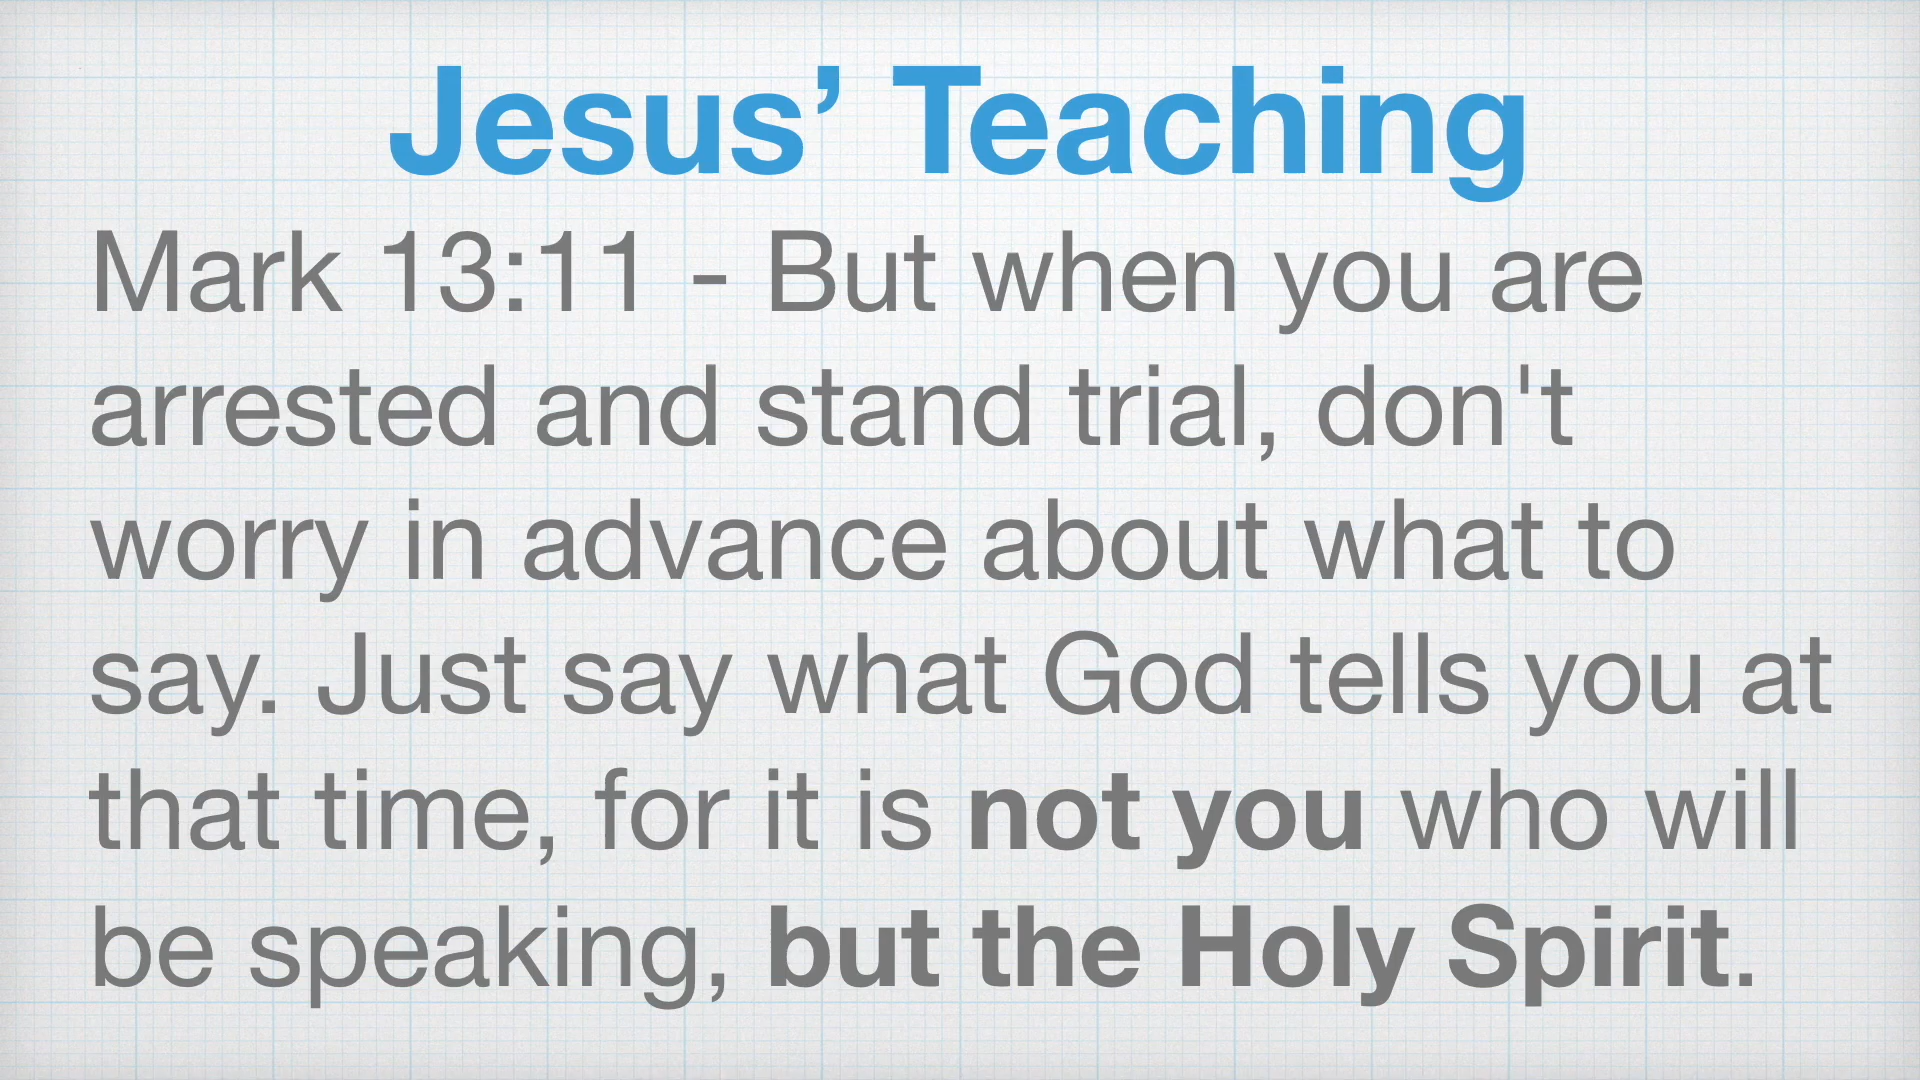 Jesus’ Teaching
Mark 13:11 - But when you are
arrested and stand trial, don't
worry in advance about what to
say. Just say what God tells you at
that time, for it is not you who will
be speaking, but the Holy Spirit.